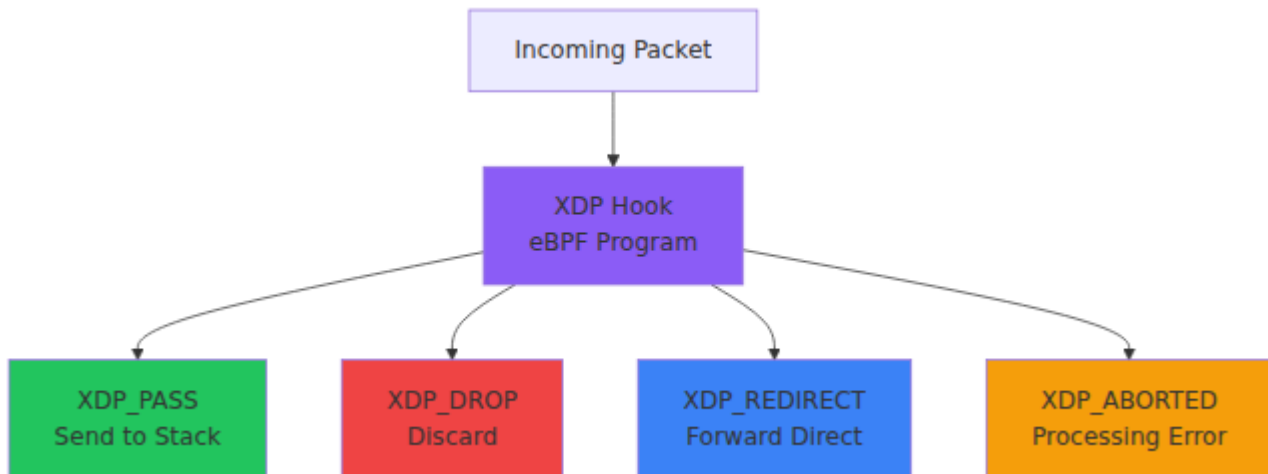 Incoming Packet
XDP Hook
eBPF Program
XDP_PASS
Send to Stack
XDP_DROP
Discard
XDP_REDIRECT
Forward Direct
XDP_ABORTED
Processing Error